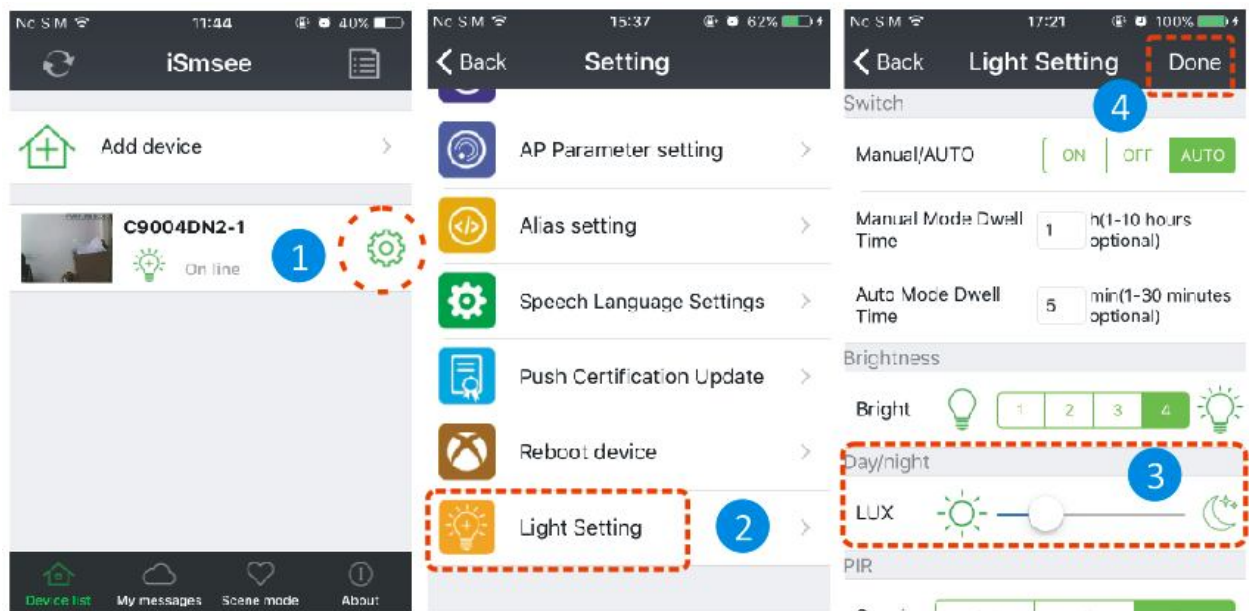 No SIM 11:44 40%
iSmsee
Add device
C9004DN2-1
On line
1
Device list My messages Scene mode About
No SIM 15:37 62%
Back Setting
AP Parameter setting
Alias setting
Speech Language Settings
Push Certification Update
Reboot device
Light Setting 2
No SIM 17:21 100%
Back Light Setting Done
Switch 4
Manual/AUTO ON OFF AUTO
Manual Mode Dwell
Time
1
h(1-10 hours
optional)
Auto Mode Dwell
Time
5
min(1-30 minutes
optional)
Brightness
Bright 1 2 3 4
Day/night
3
LUX
PIR